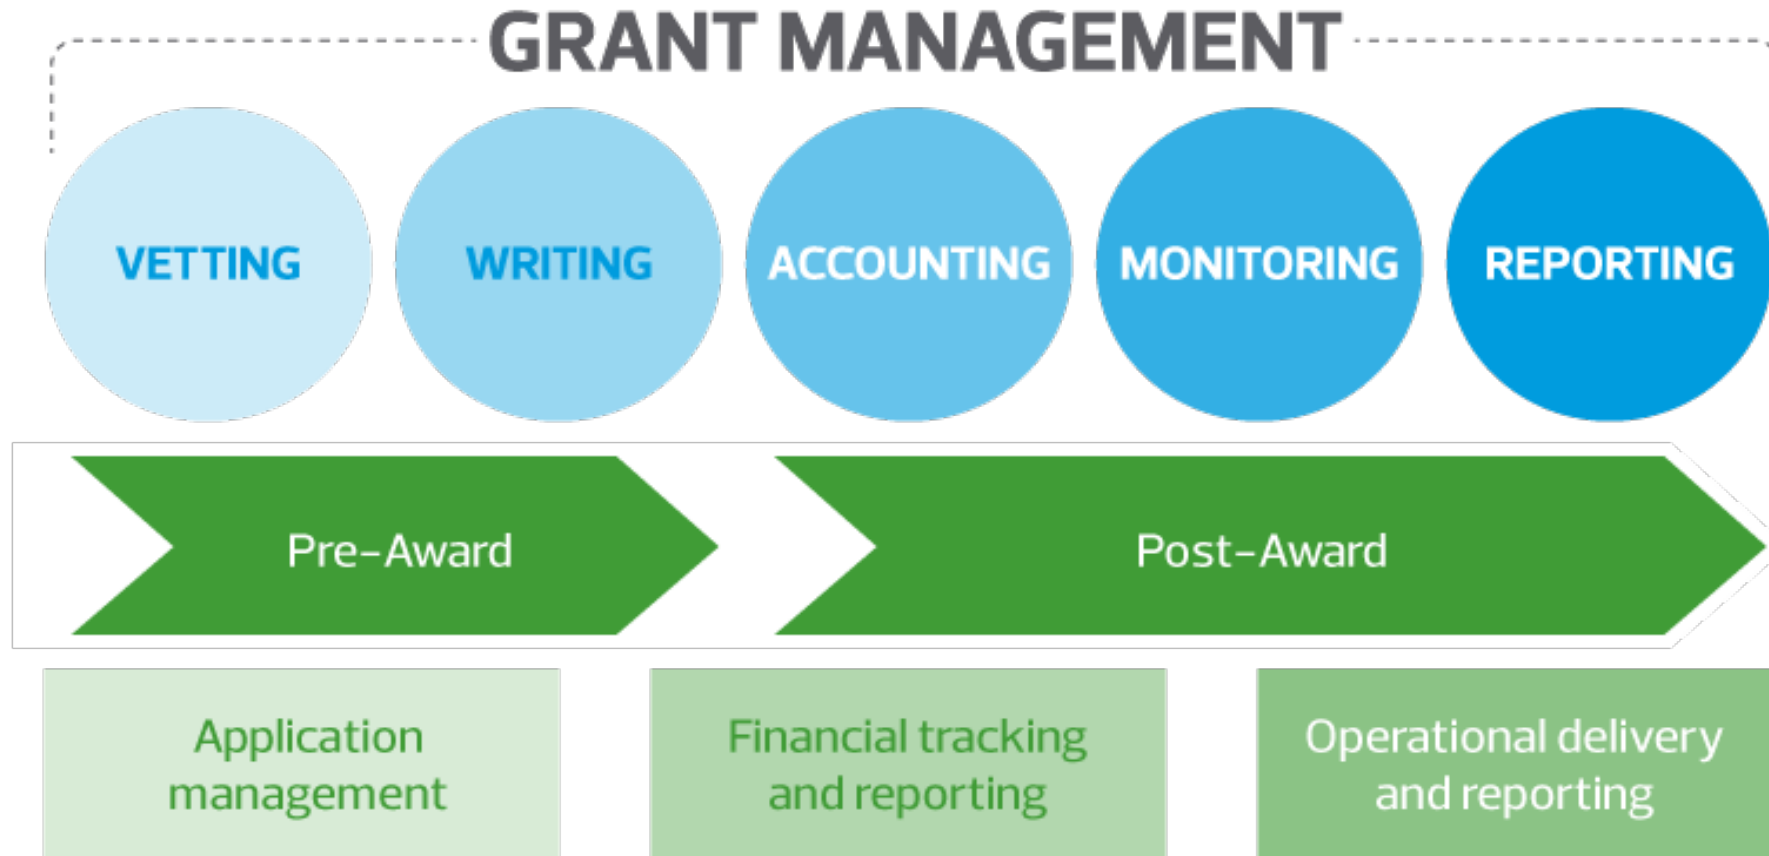 GRANT MANAGEMENT
VETTING
WRITING
ACCOUNTING
MONITORING
REPORTING
Pre-Award
Post-Award
Application
management
Financial tracking
and reporting
Operational delivery
and reporting